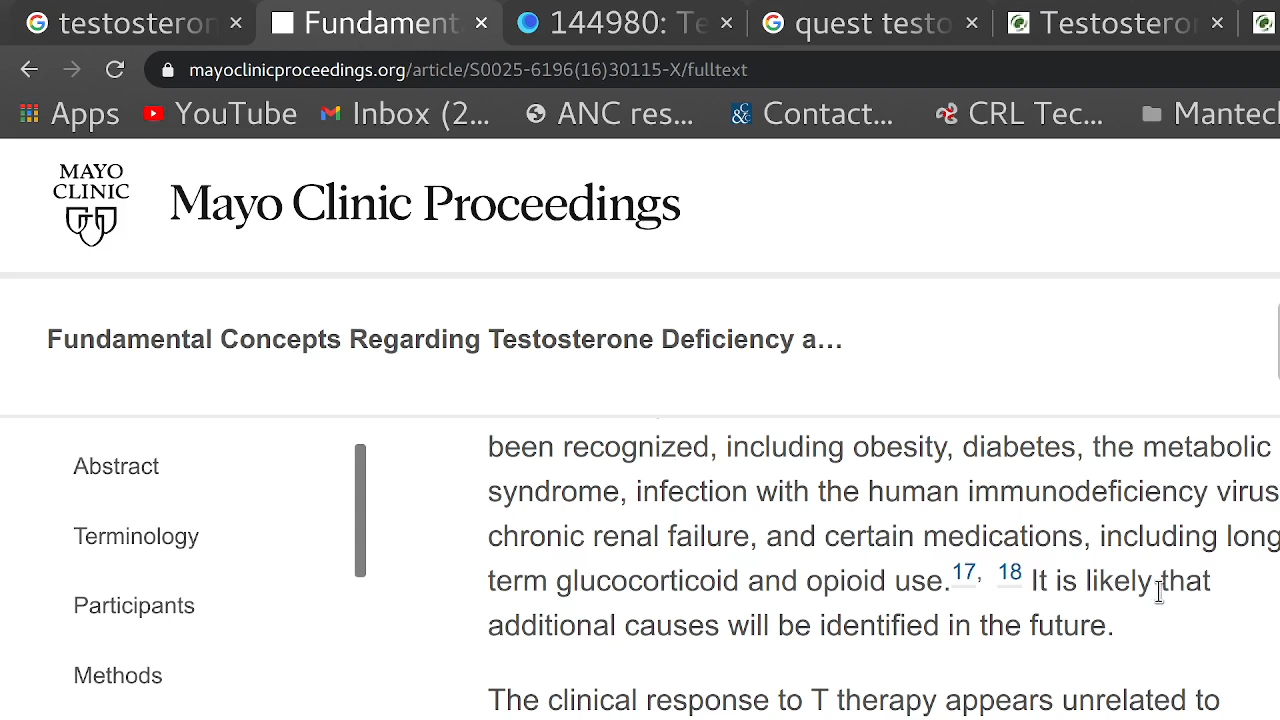 testosteron
Fundament
144980: Te
quest testo
Testosteron
mayoclinicproceedings.org/article/S0025-6196(16)30115-X/fulltext
Apps
YouTube
Inbox (2...
ANC res...
Contact...
CRL Tec...
Mantech
MAYO
CLINIC
Mayo Clinic Proceedings
Fundamental Concepts Regarding Testosterone Deficiency a...
Abstract
Terminology
Participants
Methods
been recognized, including obesity, diabetes, the metabolic
syndrome, infection with the human immunodeficiency virus
chronic renal failure, and certain medications, including long
term glucocorticoid and opioid use.17, 18 It is likely that
additional causes will be identified in the future.
The clinical response to T therapy appears unrelated to